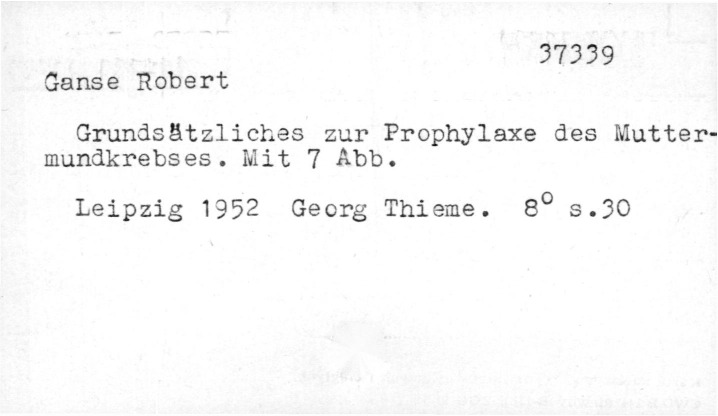 37339
Ganse Robert
Grundsätzliches zur Prophylaxe des Mutter-
mundkrebses. Mit 7 Abb.
Leipzig 1952 Georg Thieme. 8° s.30